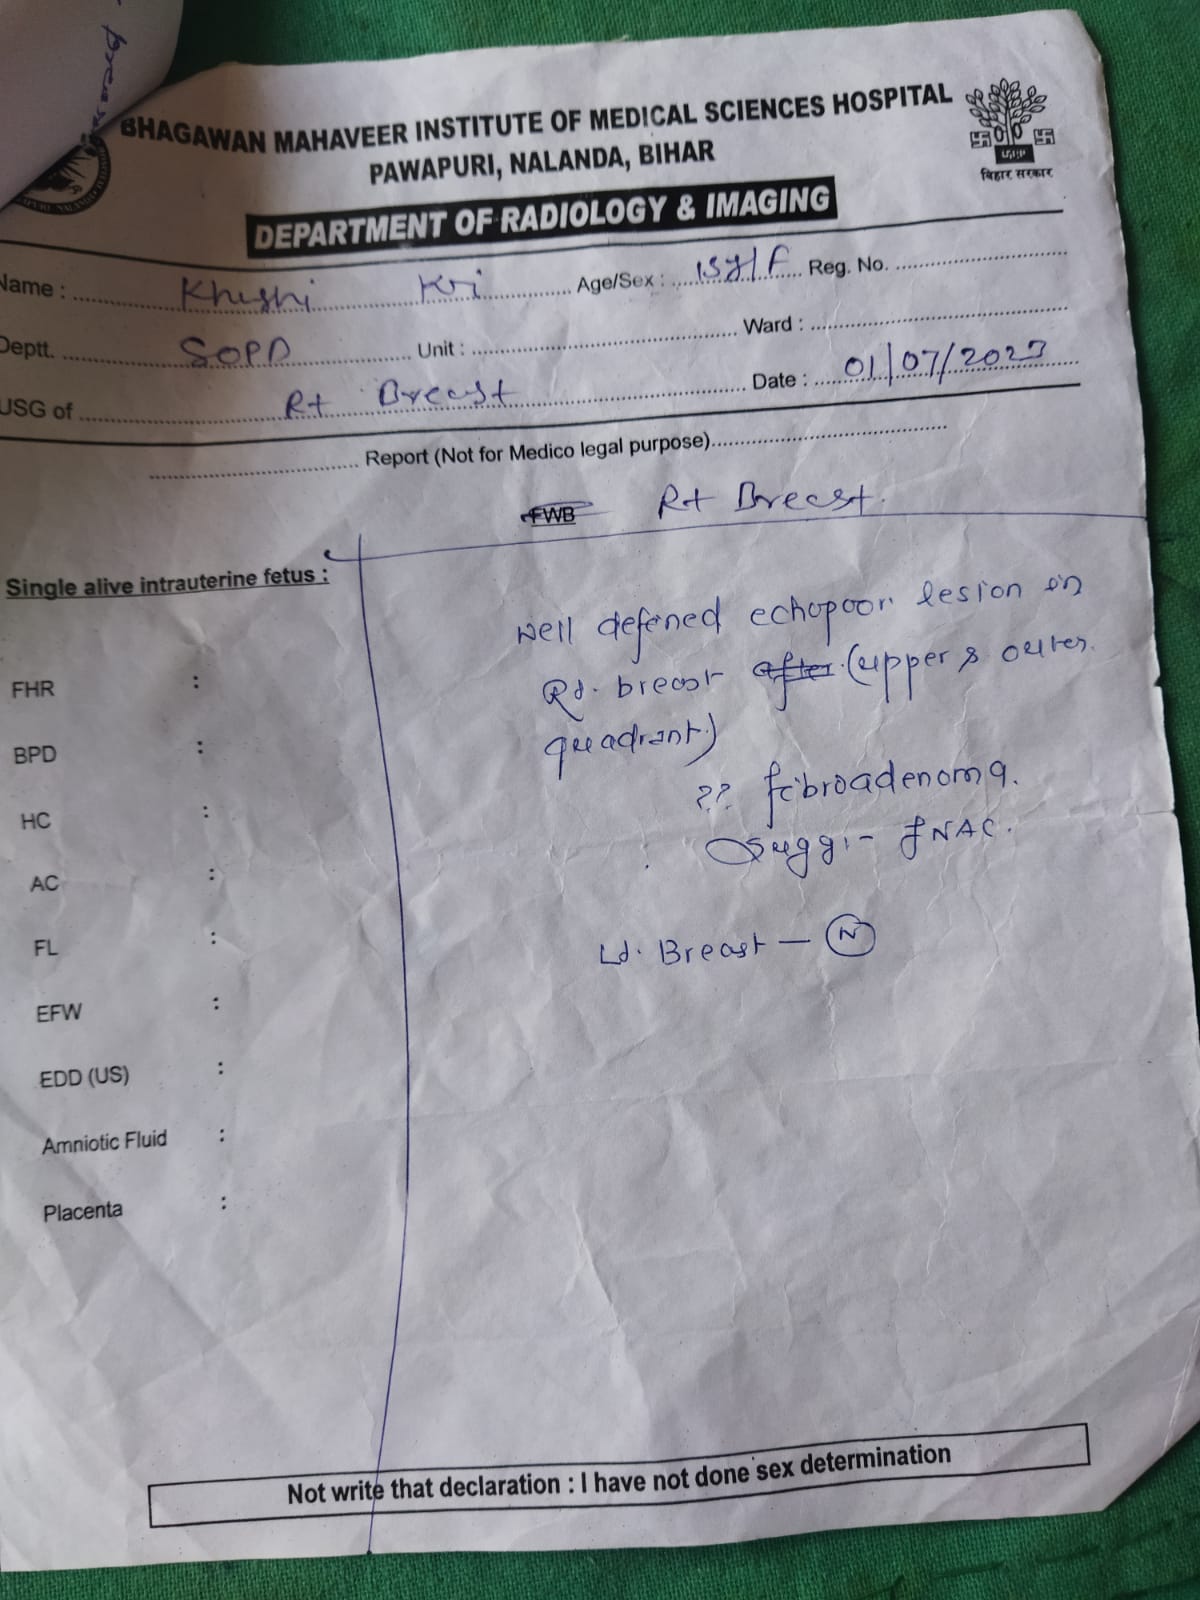 breast
BHAGAWAN MAHAVEER INSTITUTE OF MEDICAL SCIENCES HOSPITAL
PAWAPURI, NALANDA, BIHAR
बिहार सरकार
DEPARTMENT OF RADIOLOGY & IMAGING
Name : Khushi Kri Age/Sex : 15y/F Reg. No.
Deptt. SOPD Unit : Ward :
USG of Rt Breast Date : 01/07/2023
Report (Not for Medico legal purpose)
FWB Rt Breast.
Single alive intrauterine fetus :
well defined echopoor lesion in
Rt. breast after (upper & outer
quadrant)
?? fibroadenoma.
Sugg:- FNAC.
Lt. Breast — N
FHR :
BPD :
HC :
AC :
FL :
EFW :
EDD (US) :
Amniotic Fluid :
Placenta :
Not write that declaration : I have not done sex determination